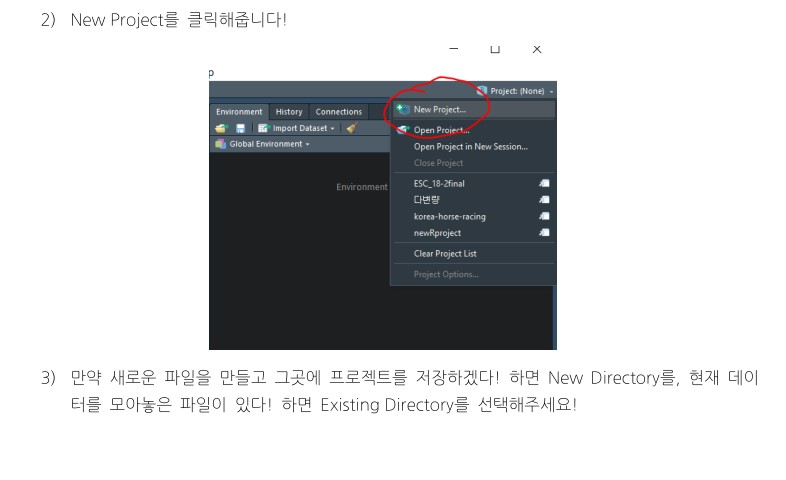 2) New Project를 클릭해줍니다!
p
Project: (None)
Environment History Connections
New Project...
Import Dataset
Open Project...
Global Environment
Open Project in New Session...
Close Project
Environment
ESC_18-2final
다변량
korea-horse-racing
newRproject
Clear Project List
Project Options...
3) 만약 새로운 파일을 만들고 그곳에 프로젝트를 저장하겠다! 하면 New Directory를, 현재 데이
터를 모아놓은 파일이 있다! 하면 Existing Directory를 선택해주세요!